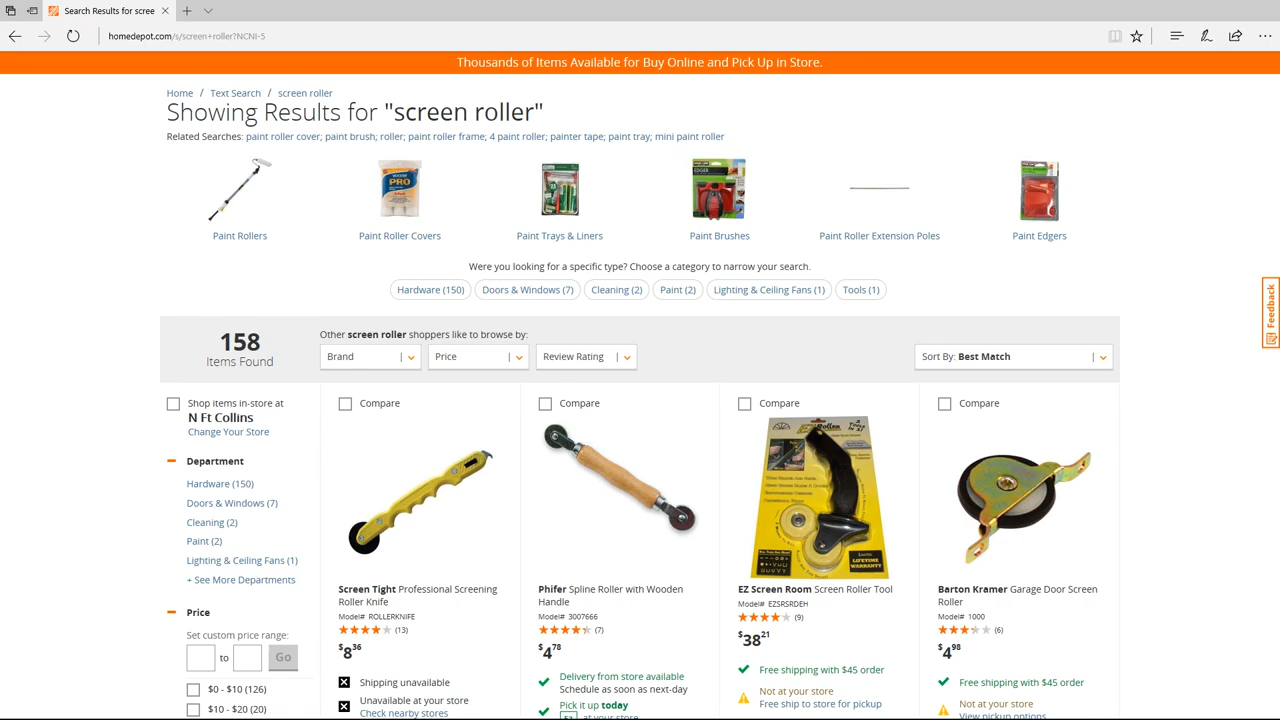 Search Results for scree
homedepot.com/s/screen+roller?NCNI-5
Thousands of Items Available for Buy Online and Pick Up in Store.
Home / Text Search / screen roller
Showing Results for "screen roller"
Related Searches: paint roller cover; paint brush; roller; paint roller frame; 4 paint roller; painter tape; paint tray; mini paint roller
PRO
EDGER
Paint Rollers
Paint Roller Covers
Paint Trays & Liners
Paint Brushes
Paint Roller Extension Poles
Paint Edgers
Were you looking for a specific type? Choose a category to narrow your search.
Hardware (150)
Doors & Windows (7)
Cleaning (2)
Paint (2)
Lighting & Ceiling Fans (1)
Tools (1)
Feedback
158
Items Found
Other screen roller shoppers like to browse by:
Brand
Price
Review Rating
Sort By: Best Match
Shop items in-store at
N Ft Collins
Change Your Store
Department
Hardware (150)
Doors & Windows (7)
Cleaning (2)
Paint (2)
Lighting & Ceiling Fans (1)
+ See More Departments
Price
Set custom price range:
to
Go
$0 - $10 (126)
$10 - $20 (20)
Compare
Screen Tight Professional Screening
Roller Knife
Model# ROLLERKNIFE
(13)
$8 36
Shipping unavailable
Unavailable at your store
Check nearby stores
Compare
Phifer Spline Roller with Wooden
Handle
Model# 3007666
(7)
$4 78
Delivery from store available
Schedule as soon as next-day
Pick it up today
at your store
Compare
LIFETIME
WARRANTY
EZ Screen Room Screen Roller Tool
Model# EZSRSRDEH
(9)
$38 21
Free shipping with $45 order
Not at your store
Free ship to store for pickup
Compare
Barton Kramer Garage Door Screen
Roller
Model# 1000
(6)
$4 98
Free shipping with $45 order
Not at your store
View pickup options